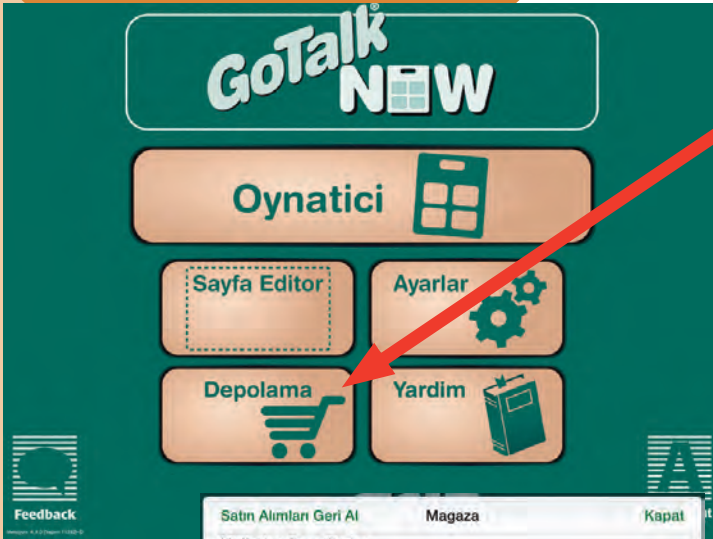 GoTalk®
NOW
Oynatici
Sayfa Editor
Ayarlar
Depolama
Yardim
Feedback
Satın Alımları Geri Al Magaza Kapat